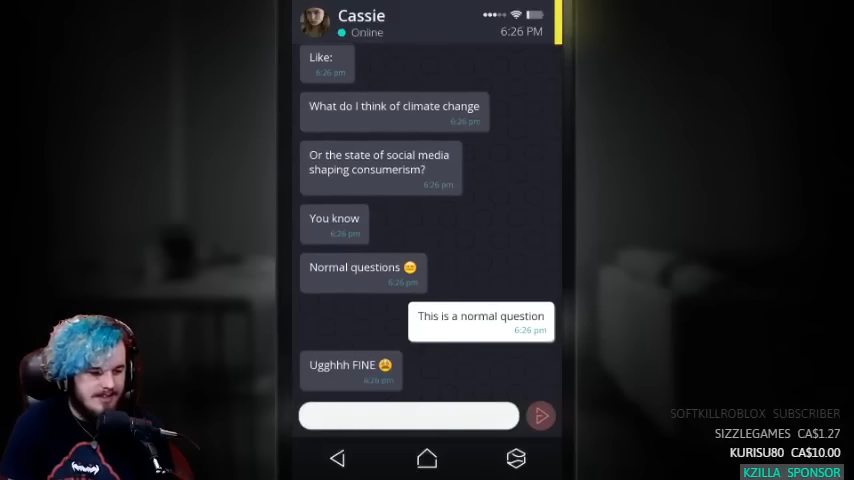 Cassie
Online
6:26 PM
Like:
6:26 pm
What do I think of climate change
6:26 pm
Or the state of social media
shaping consumerism?
6:26 pm
You know
6:26 pm
Normal questions
6:26 pm
This is a normal question
6:26 pm
Ugghhh FINE
6:26 pm
SOFTKILLROBLOX SUBSCRIBER
SIZZLEGAMES CA$1.27
KURISU80 CA$10.00
KZILLA SPONSOR